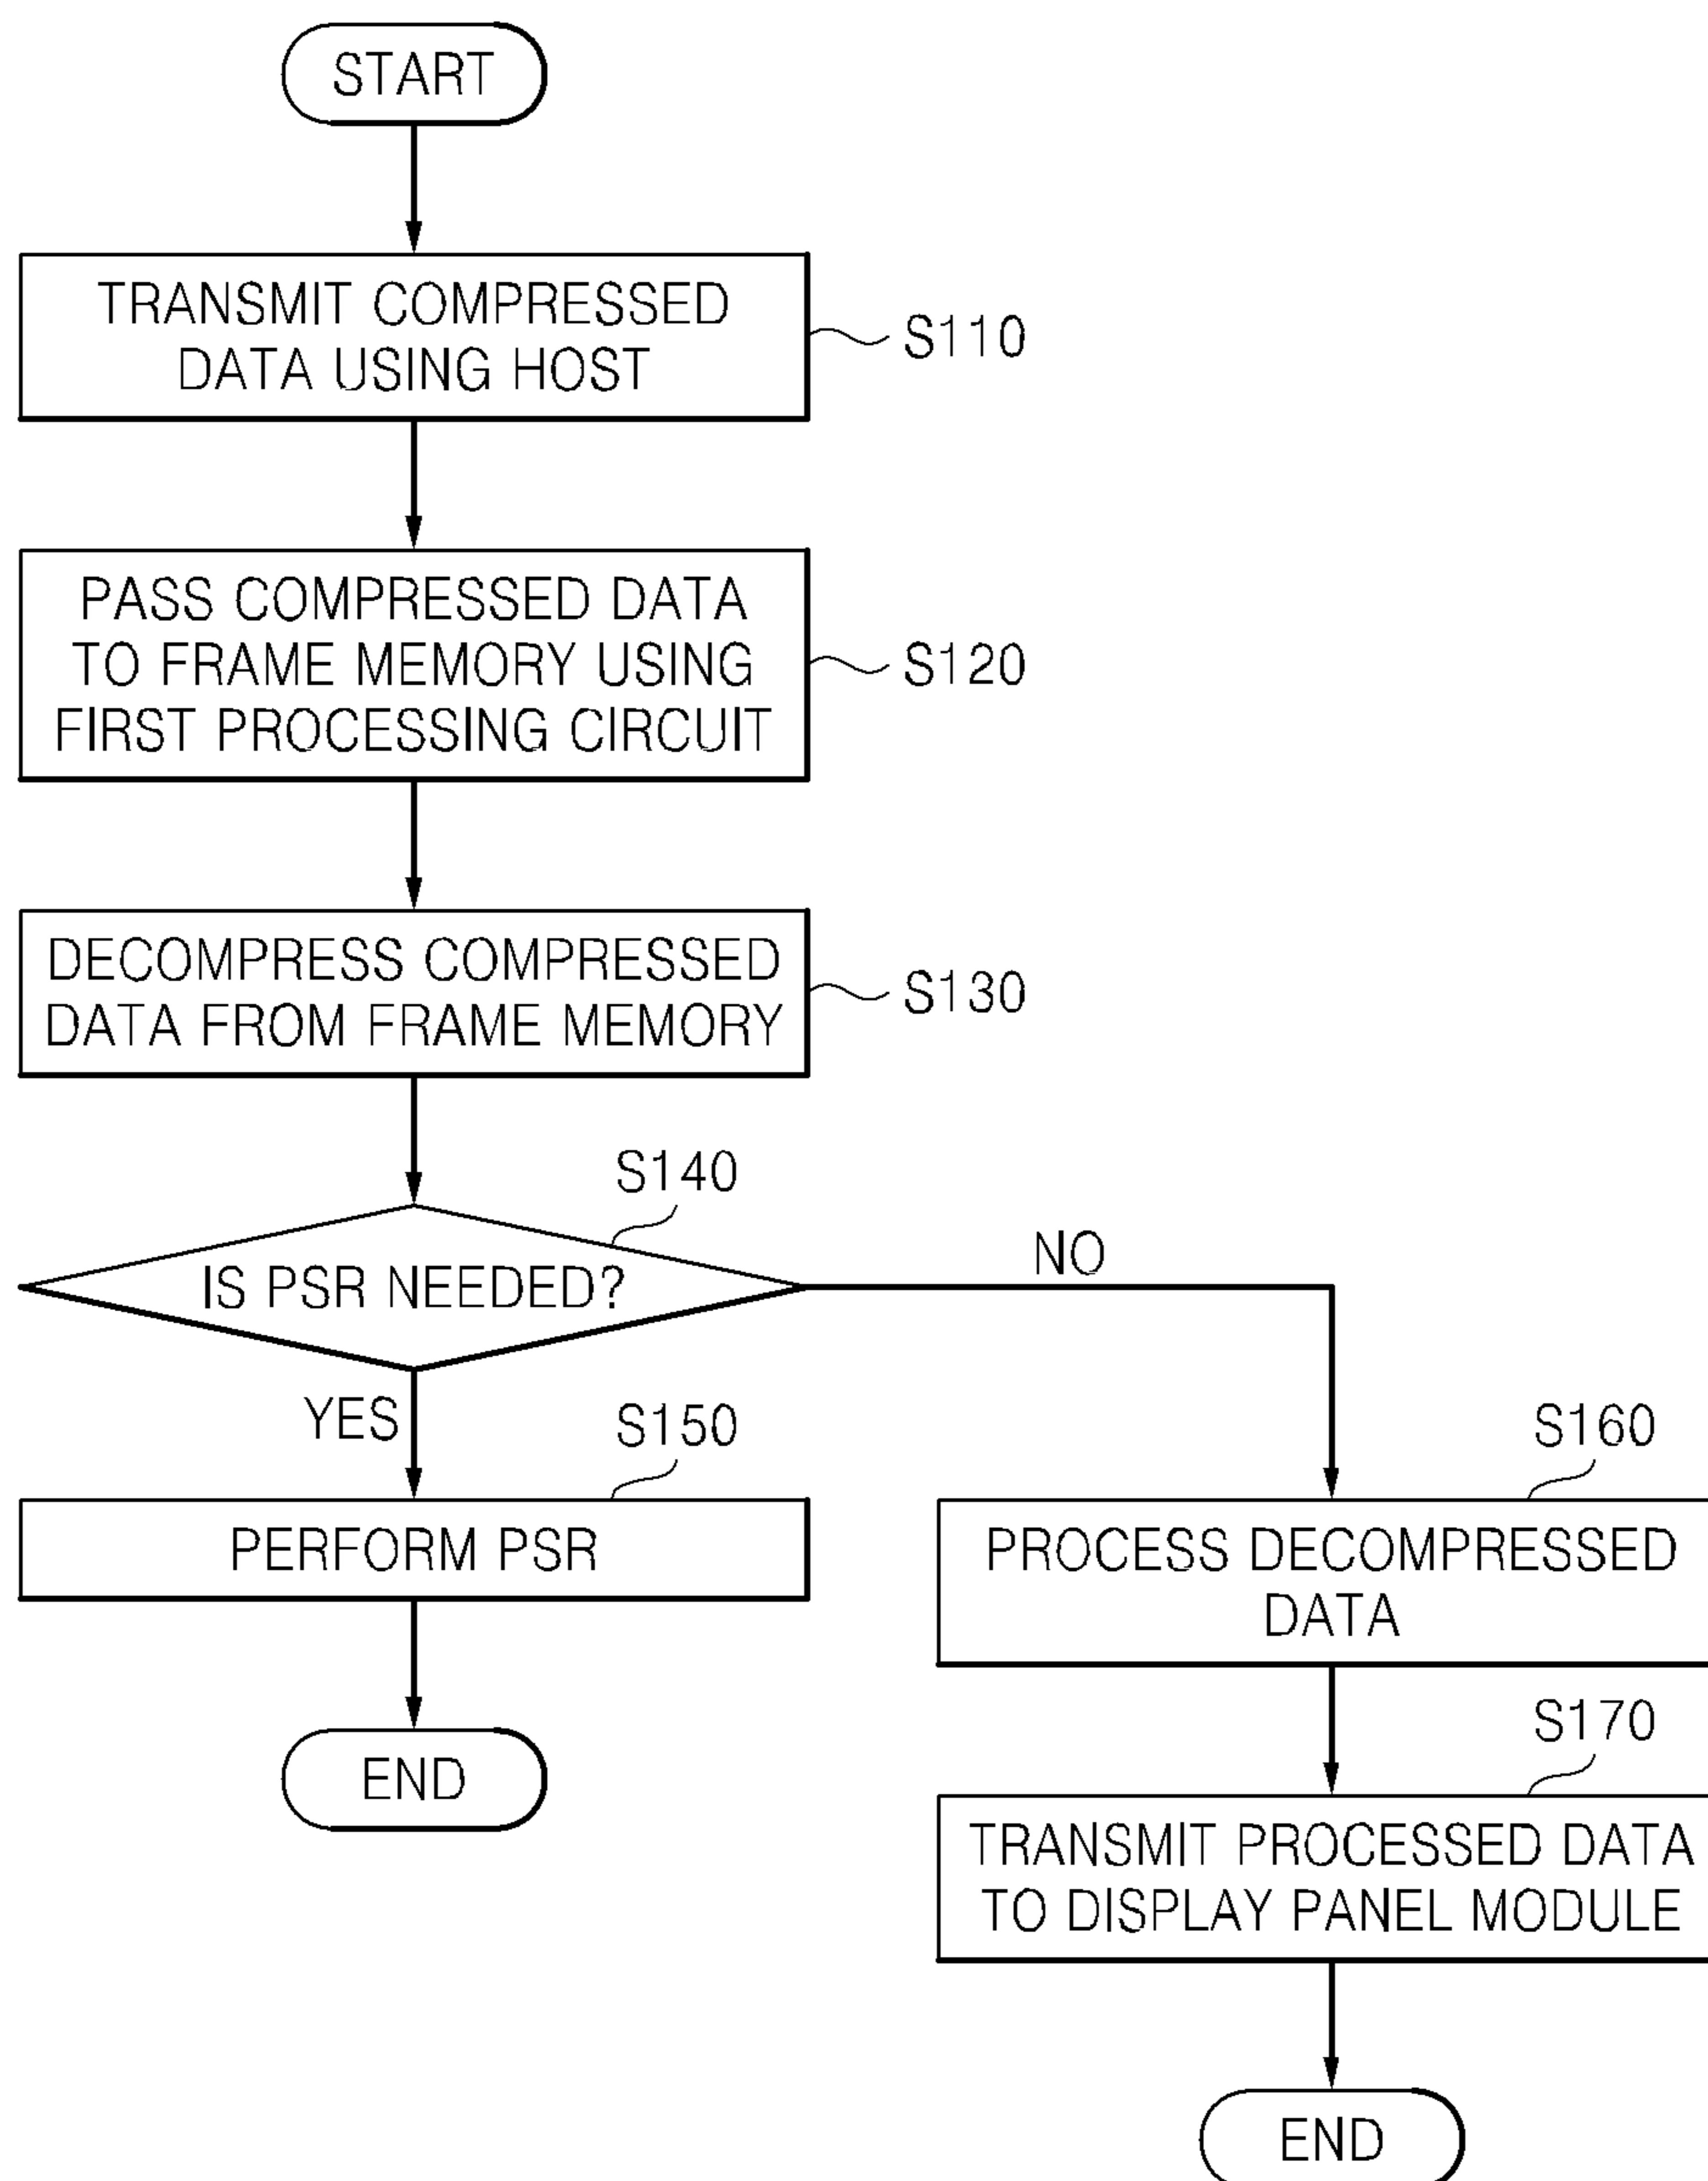 START
TRANSMIT COMPRESSED
DATA USING HOST
S110
PASS COMPRESSED DATA
TO FRAME MEMORY USING
FIRST PROCESSING CIRCUIT
S120
DECOMPRESS COMPRESSED
DATA FROM FRAME MEMORY
S130
S140
IS PSR NEEDED?
NO
YES
S150
PERFORM PSR
END
S160
PROCESS DECOMPRESSED
DATA
S170
TRANSMIT PROCESSED DATA
TO DISPLAY PANEL MODULE
END